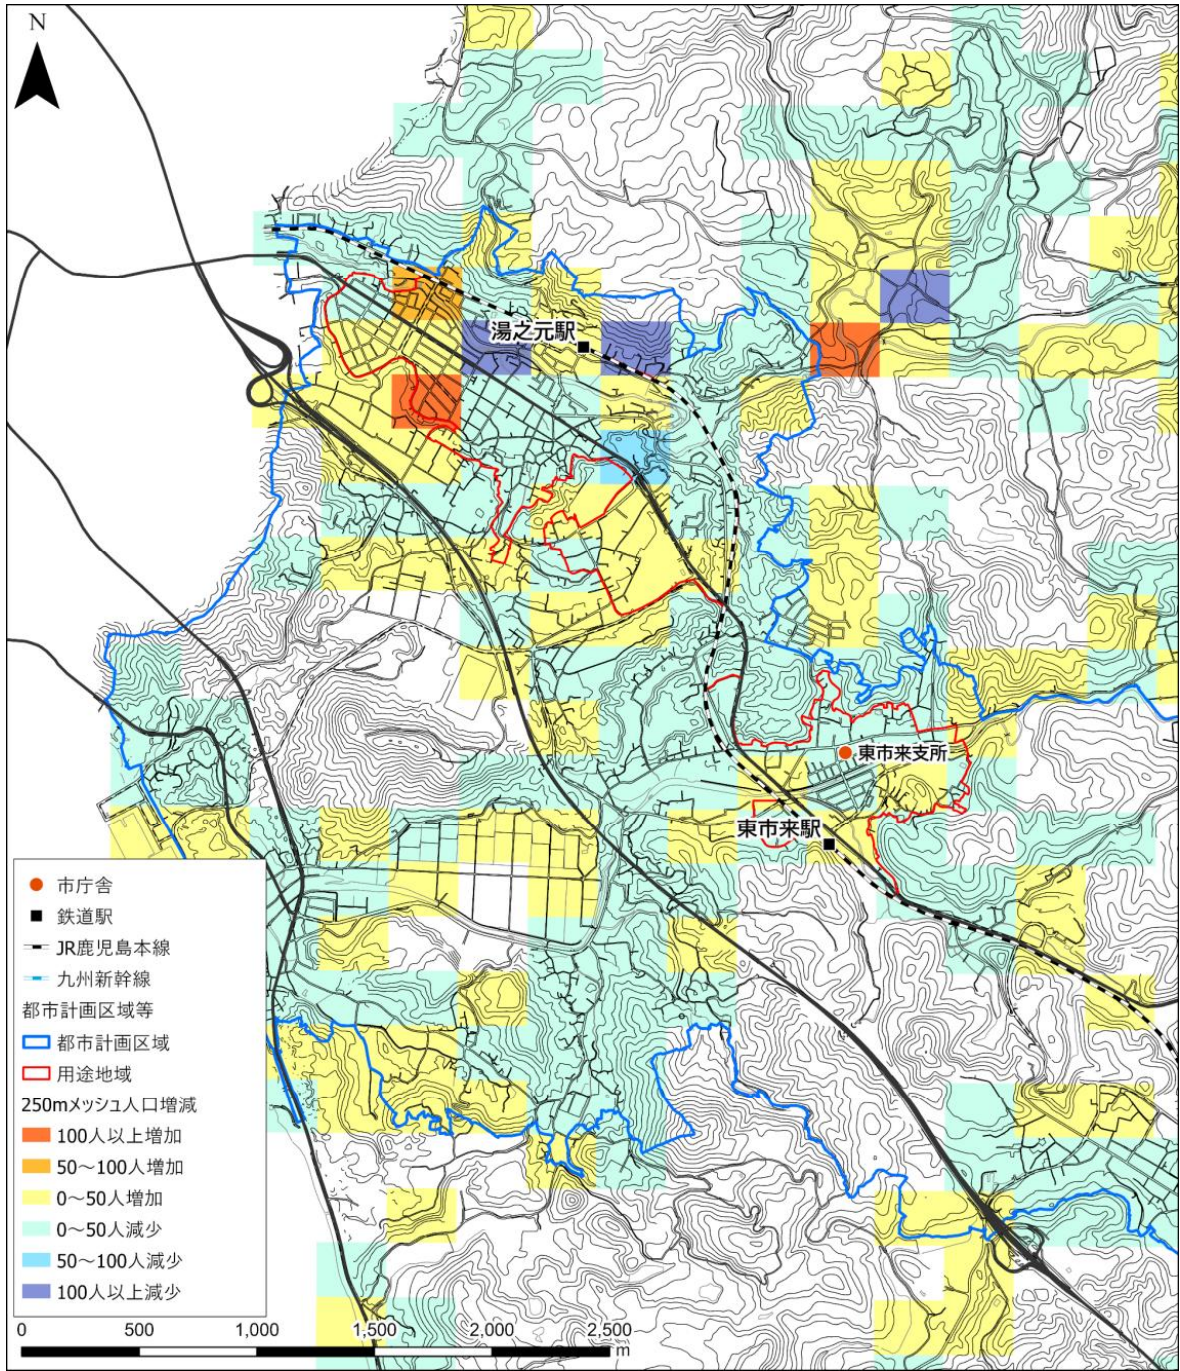 N
湯之元駅
東市来支所
東市来駅
市庁舎
鉄道駅
JR鹿児島本線
九州新幹線
都市計画区域等
都市計画区域
用途地域
250mメッシュ人口増減
100人以上増加
50～100人増加
0～50人増加
0～50人減少
50～100人減少
100人以上減少
0 500 1,000 1,500 2,000 2,500
m